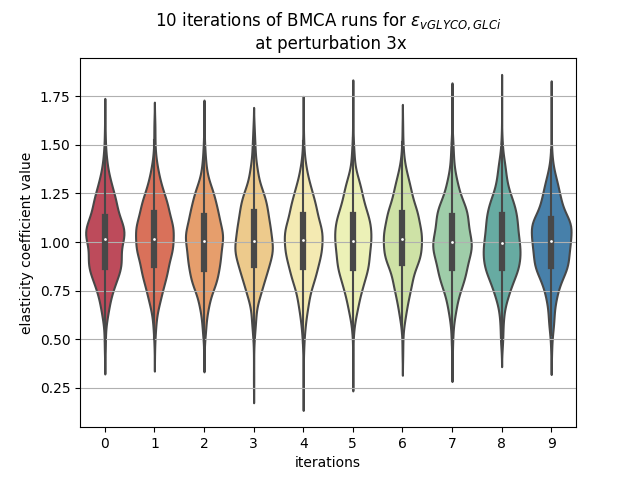 10 iterations of BMCA runs for ε_{vGLYCO, GLCi}
at perturbation 3x
elasticity coefficient value
1.75
1.50
1.25
1.00
0.75
0.50
0.25
0 1 2 3 4 5 6 7 8 9
iterations